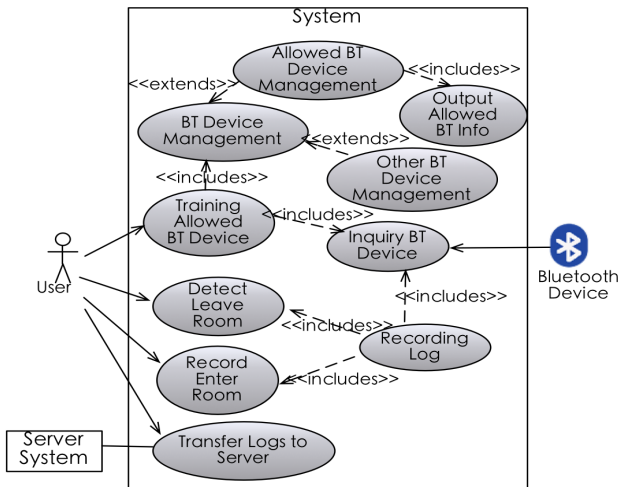 System
Allowed BT
Device
Management
<<includes>>
<<extends>>
Output
Allowed
BT Info
BT Device
Management
<<extends>>
Other BT
Device
Management
<<includes>>
Training
Allowed
BT Device
<<includes>>
Inquiry BT
Device
Bluetooth
Device
User
Detect
Leave
Room
<<includes>>
<<includes>>
Recording
Log
Record
Enter
Room
<<includes>>
Server
System
Transfer Logs to
Server